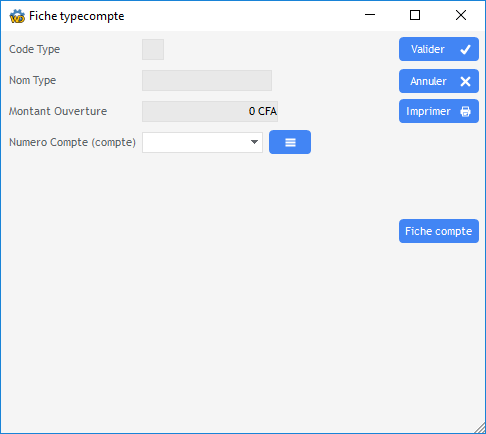 Fiche typecompte
Code Type
Valider
Nom Type
Annuler
Montant Ouverture
0 CFA
Imprimer
Numero Compte (compte)
Fiche compte